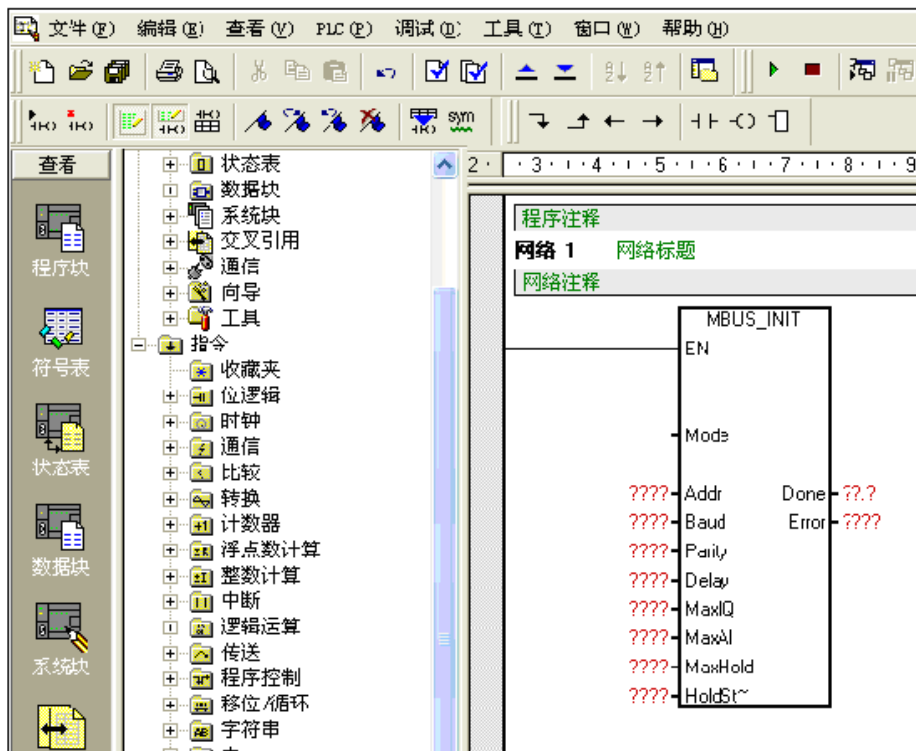 文件(F) 编辑(E) 查看(V) PLC(P) 调试(D) 工具(T) 窗口(W) 帮助(H)
sym
查看
程序块
符号表
状态表
数据块
系统块
状态表
数据块
系统块
交叉引用
通信
向导
工具
指令
收藏夹
位逻辑
时钟
通信
比较
转换
计数器
浮点数计算
整数计算
中断
逻辑运算
传送
程序控制
移位/循环
字符串
2 · 3 · 4 · 5 · 6 · 7 · 8 · 9
程序注释
网络 1 网络标题
网络注释
MBUS_INIT
EN
Mode
???? Addr Done ??.?
???? Baud Error ????
???? Parity
???? Delay
???? MaxIQ
???? MaxAI
???? MaxHold
???? HoldSt~